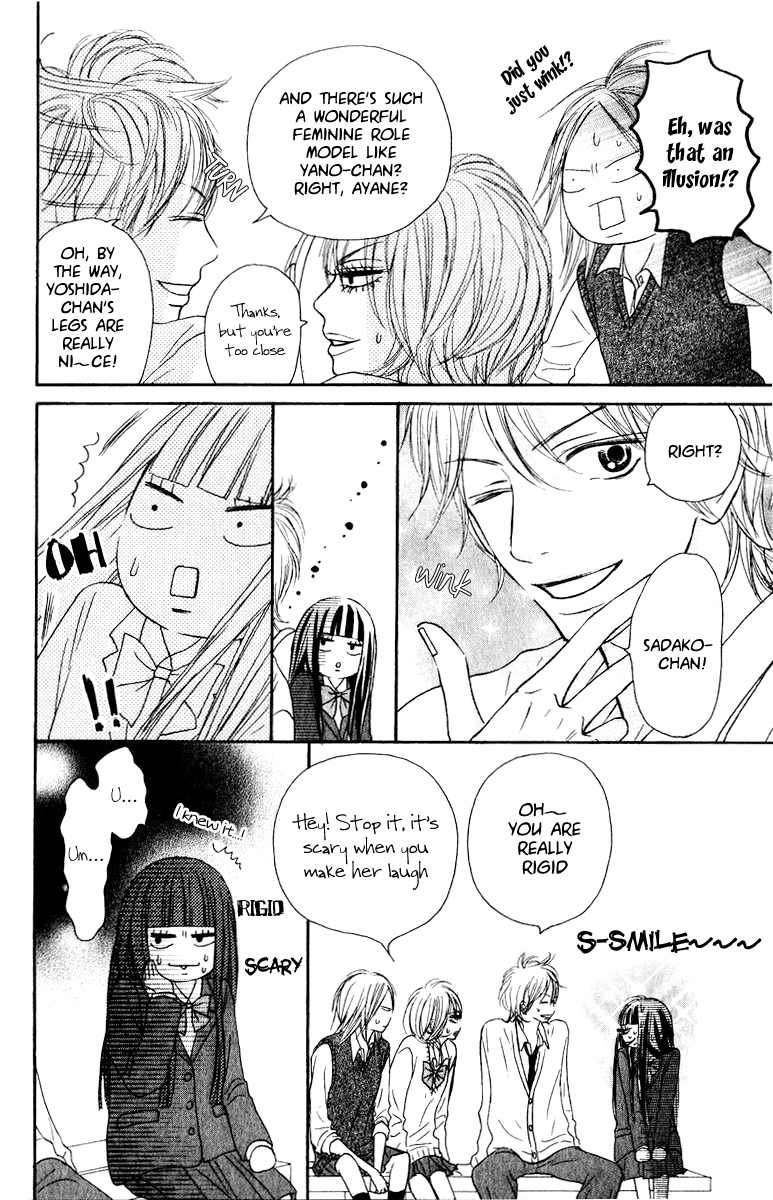 Eh, was
that an
illusion!?
Did you
just wink!?
AND THERE'S SUCH
A WONDERFUL
FEMININE ROLE
MODEL LIKE
YANO-CHAN?
RIGHT, AYANE?
TURN
Thanks,
but you're
too close
OH, BY
THE WAY,
YOSHIDA-
CHAN'S
LEGS ARE
REALLY
NI~CE!
RIGHT?
wink
SADAKO-
CHAN!
OH
!!
OH~
YOU ARE
REALLY
RIGID
Hey! Stop it, it's
scary when you
make her laugh
S-SMILE~~~
U...
Um...
I knew it...!
RIGID
SCARY